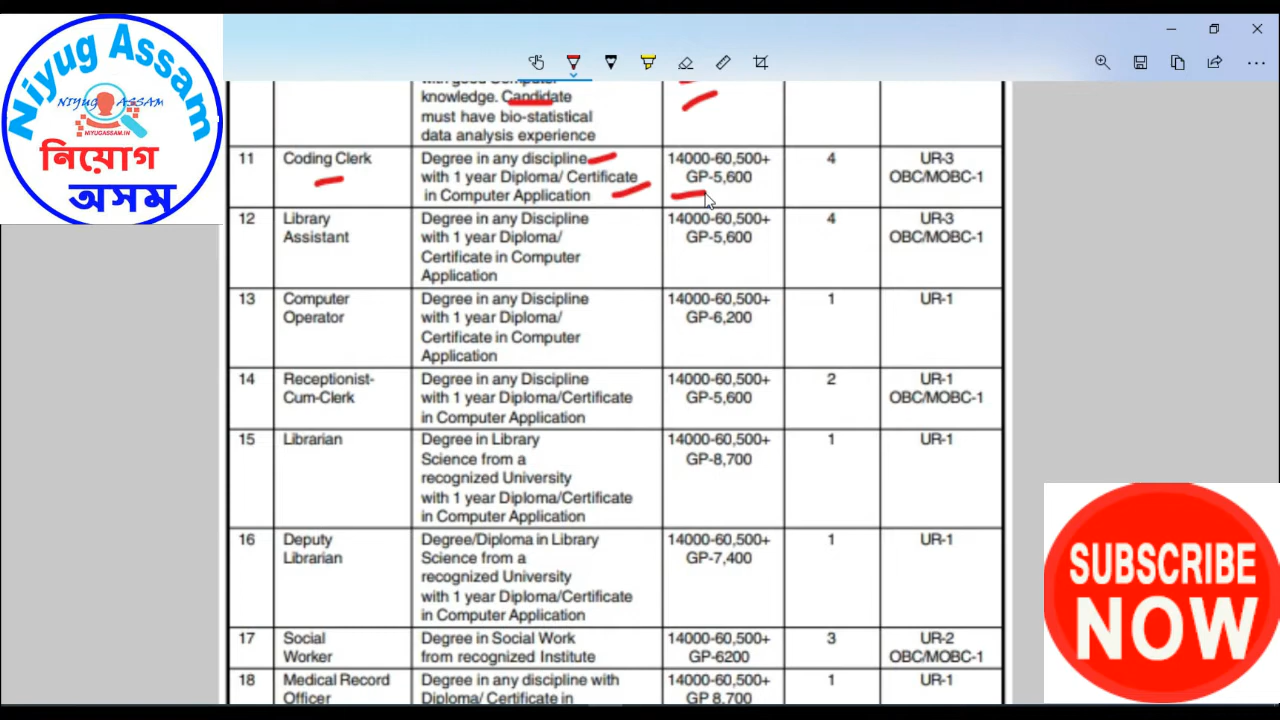 Niyug Assam
NIYUG ASSAM
NIYUGASSAM.IN
নিয়োগ
অসম
knowledge. Candidate
must have bio-statistical
data analysis experience
11 Coding Clerk Degree in any discipline 14000-60,500+ 4 UR-3
with 1 year Diploma/ Certificate GP-5,600 OBC/MOBC-1
in Computer Application
12 Library Degree in any Discipline 14000-60,500+ 4 UR-3
Assistant with 1 year Diploma/ GP-5,600 OBC/MOBC-1
Certificate in Computer
Application
13 Computer Degree in any Discipline 14000-60,500+ 1 UR-1
Operator with 1 year Diploma/ GP-6,200
Certificate in Computer
Application
14 Receptionist- Degree in any Discipline 14000-60,500+ 2 UR-1
Cum-Clerk with 1 year Diploma/Certificate GP-5,600 OBC/MOBC-1
in Computer Application
15 Librarian Degree in Library 14000-60,500+ 1 UR-1
Science from a GP-8,700
recognized University
with 1 year Diploma/Certificate
in Computer Application
16 Deputy Degree/Diploma in Library 14000-60,500+ 1 UR-1
Librarian Science from a GP-7,400
recognized University
with 1 year Diploma/Certificate
in Computer Application
17 Social Degree in Social Work 14000-60,500+ 3 UR-2
Worker from recognized Institute GP-6200 OBC/MOBC-1
18 Medical Record Degree in any discipline with 14000-60,500+ 1 UR-1
Officer Diploma/ Certificate in GP 8,700
SUBSCRIBE
NOW